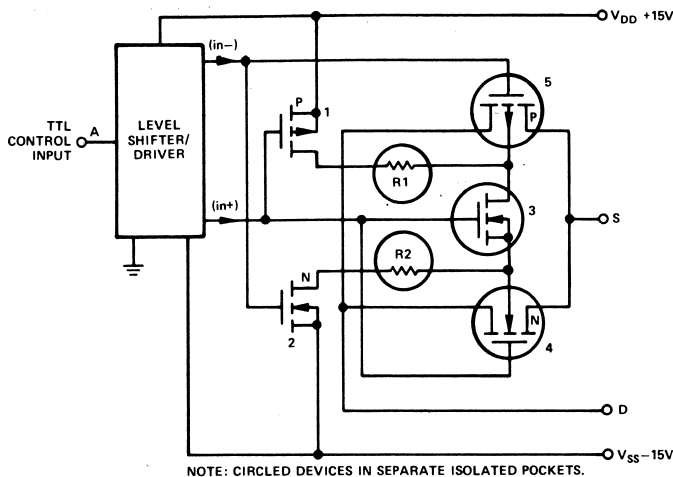 V_DD +15V
(in−)
5
P
P
1
TTL
CONTROL
INPUT
A
LEVEL
SHIFTER/
DRIVER
R1
3
(in+)
S
R2
N
N
2
4
D
V_SS−15V
NOTE: CIRCLED DEVICES IN SEPARATE ISOLATED POCKETS.